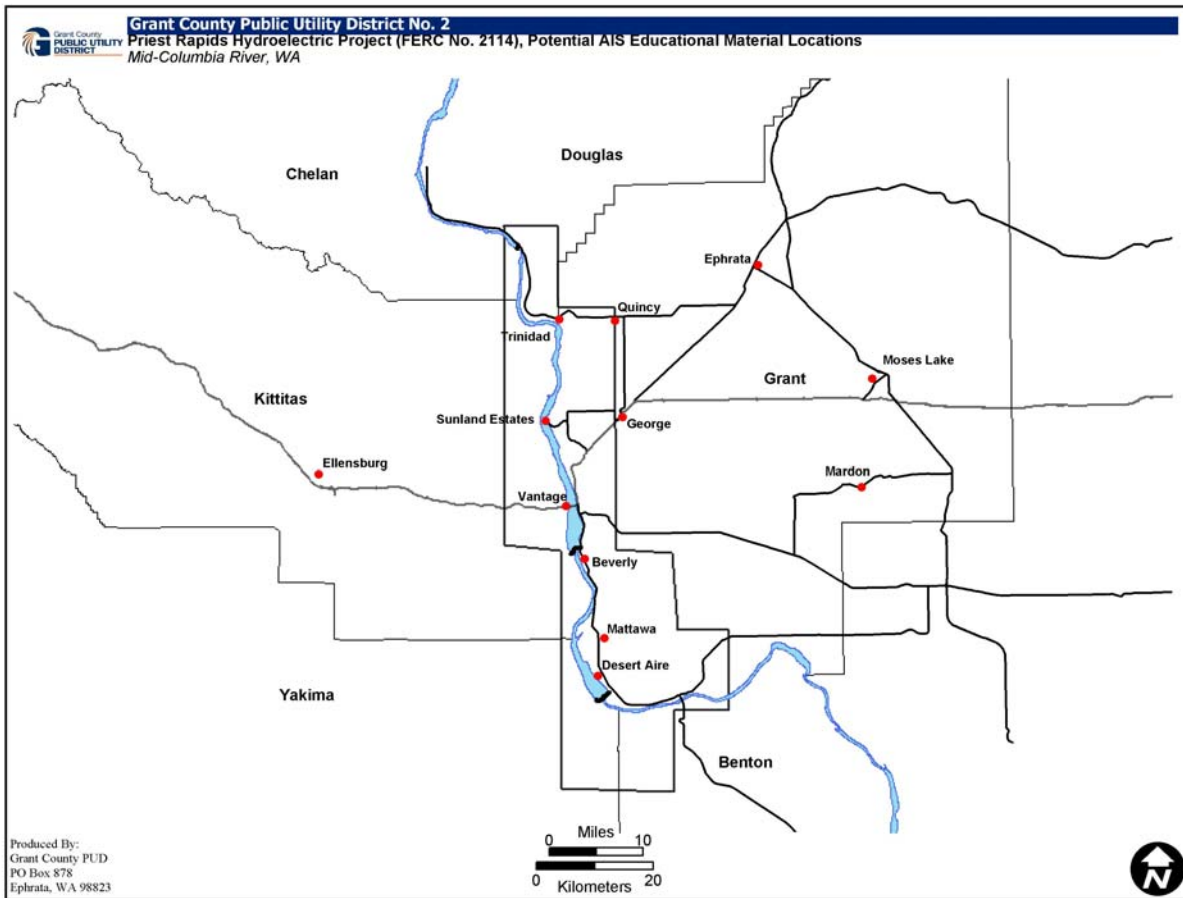 Grant County Public Utility District No. 2
Grant County
PUBLIC UTILITY
DISTRICT
Priest Rapids Hydroelectric Project (FERC No. 2114), Potential AIS Educational Material Locations
Mid-Columbia River, WA
Douglas
Chelan
Ephrata
Quincy
Trinidad
Moses Lake
Grant
Kittitas
Sunland Estates
George
Ellensburg
Mardon
Vantage
Beverly
Mattawa
Desert Aire
Yakima
Benton
Miles
0 10
0 20
Kilometers
Produced By:
Grant County PUD
PO Box 878
Ephrata, WA 98823
N